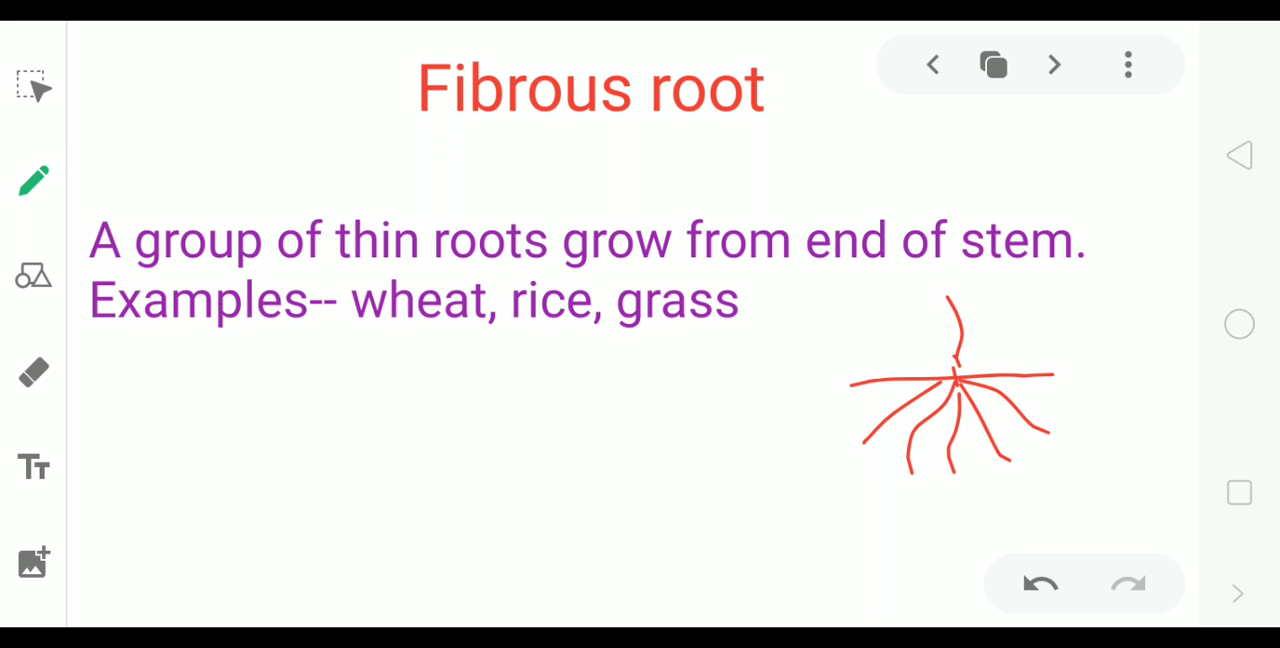 Fibrous root
A group of thin roots grow from end of stem.
Examples-- wheat, rice, grass